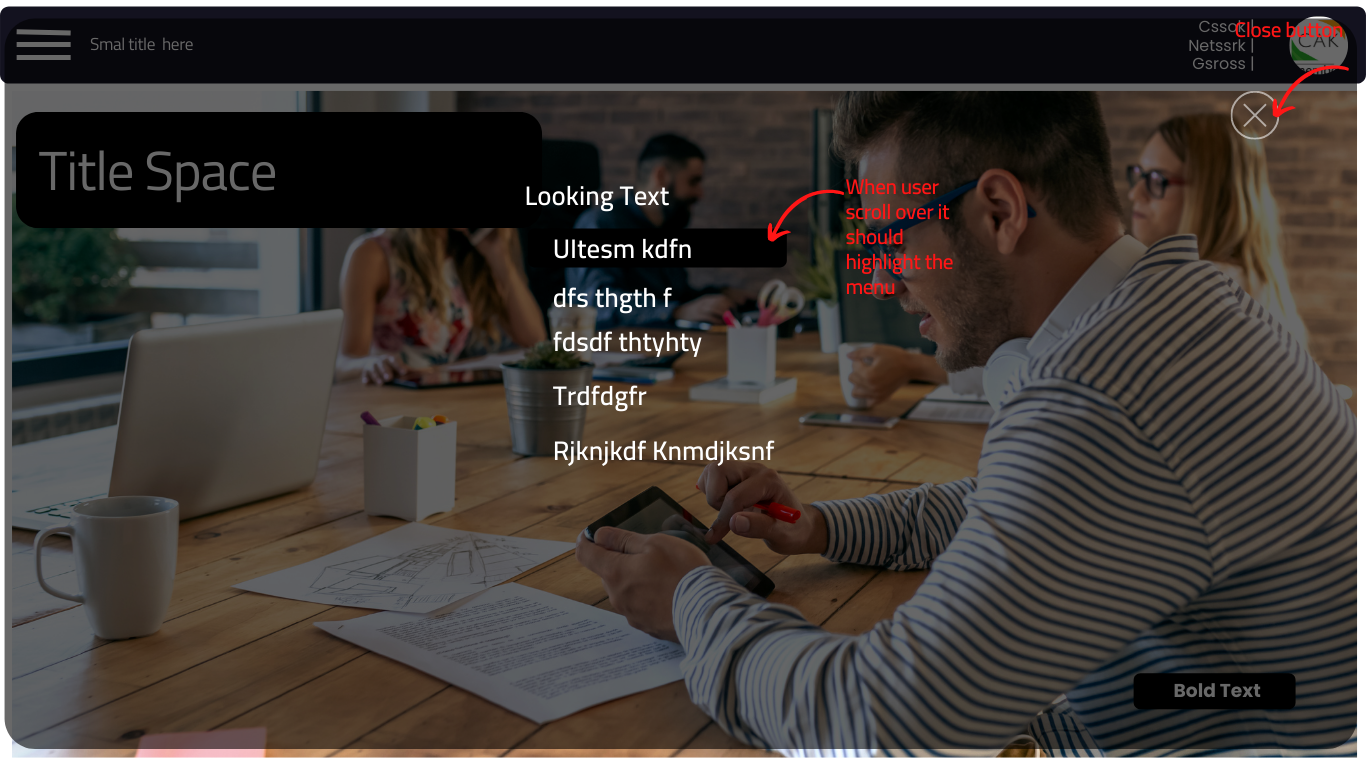 Smal title here
Cssok |
Netssrk |
Gsross |
Close button
CAK
Title Space
Looking Text
Ultesm kdfn
When user
scroll over it
should
highlight the
menu
dfs thgth f
fdsdf thtyhty
Trdfdgfr
Rjknjkdf Knmdjksnf
Bold Text